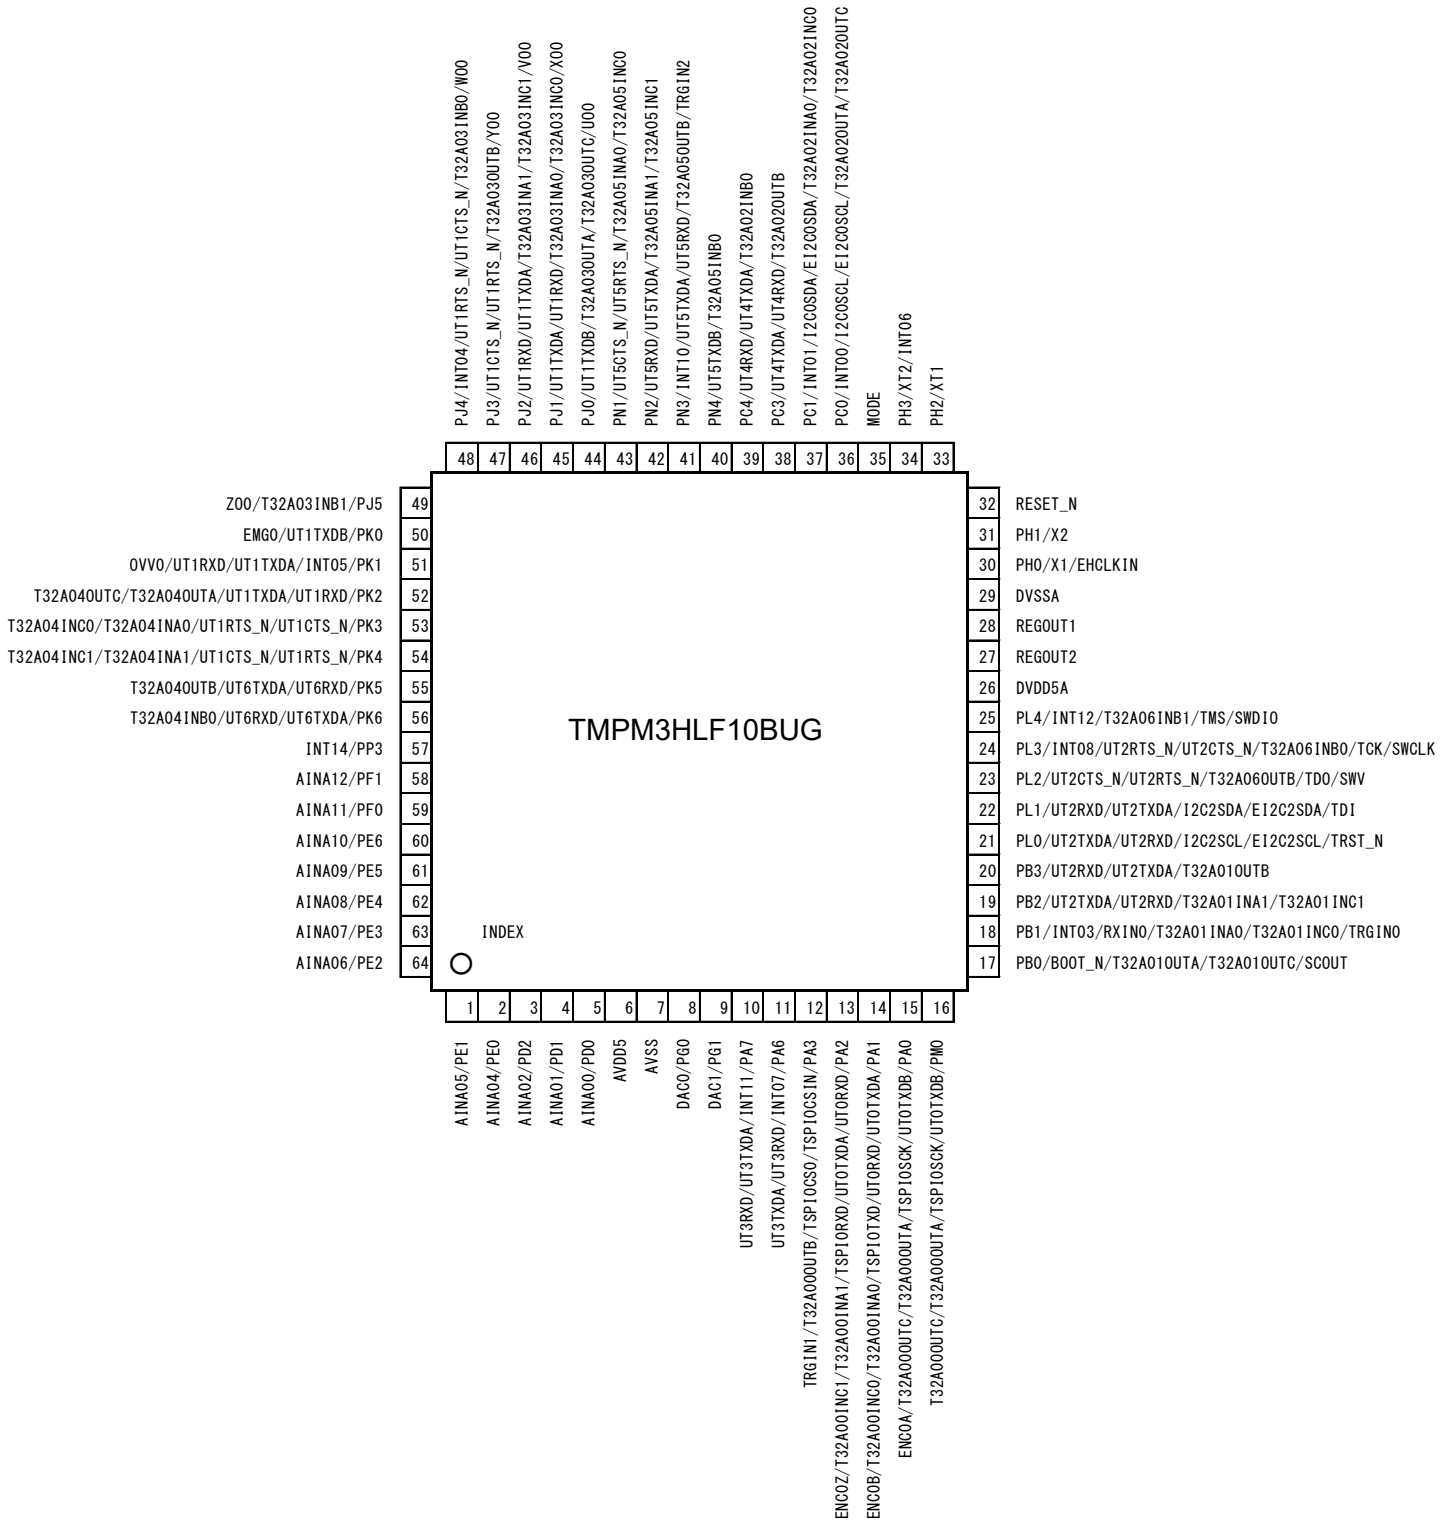 PJ4/INT04/UT1RTS_N/UT1CTS_N/T32A03INB0/WO0
PJ3/UT1CTS_N/UT1RTS_N/T32A03OUTB/YO0
PJ2/UT1RXD/UT1TXDA/T32A03INA1/T32A03INC1/VO0
PJ1/UT1TXDA/UT1RXD/T32A03INA0/T32A03INC0/XO0
PJ0/UT1TXDB/T32A03OUTA/T32A03OUTC/UO0
PN1/UT5CTS_N/UT5RTS_N/T32A05INA0/T32A05INC0
PN2/UT5RXD/UT5TXDA/T32A05INA1/T32A05INC1
PN3/INT10/UT5TXDA/UT5RXD/T32A05OUTB/TRGIN2
PN4/UT5TXDB/T32A05INB0
PC4/UT4RXD/UT4TXDA/T32A02INB0
PC3/UT4TXDA/UT4RXD/T32A02OUTB
PC1/INT01/I2C0SDA/EI2C0SDA/T32A02INA0/T32A02INC0
PC0/INT00/I2C0SCL/EI2C0SCL/T32A02OUTA/T32A02OUTC
MODE
PH3/XT2/INT06
PH2/XT1
48 47 46 45 44 43 42 41 40 39 38 37 36 35 34 33
ZO0/T32A03INB1/PJ5 49
EMG0/UT1TXDB/PK0 50
OVV0/UT1RXD/UT1TXDA/INT05/PK1 51
T32A04OUTC/T32A04OUTA/UT1TXDA/UT1RXD/PK2 52
T32A04INC0/T32A04INA0/UT1RTS_N/UT1CTS_N/PK3 53
T32A04INC1/T32A04INA1/UT1CTS_N/UT1RTS_N/PK4 54
T32A04OUTB/UT6TXDA/UT6RXD/PK5 55
T32A04INB0/UT6RXD/UT6TXDA/PK6 56
INT14/PP3 57
AINA12/PF1 58
AINA11/PF0 59
AINA10/PE6 60
AINA09/PE5 61
AINA08/PE4 62
AINA07/PE3 63
AINA06/PE2 64
TMPM3HLF10BUG
INDEX
32 RESET_N
31 PH1/X2
30 PH0/X1/EHCLKIN
29 DVSSA
28 REGOUT1
27 REGOUT2
26 DVDD5A
25 PL4/INT12/T32A06INB1/TMS/SWDIO
24 PL3/INT08/UT2RTS_N/UT2CTS_N/T32A06INB0/TCK/SWCLK
23 PL2/UT2CTS_N/UT2RTS_N/T32A06OUTB/TDO/SWV
22 PL1/UT2RXD/UT2TXDA/I2C2SDA/EI2C2SDA/TDI
21 PL0/UT2TXDA/UT2RXD/I2C2SCL/EI2C2SCL/TRST_N
20 PB3/UT2RXD/UT2TXDA/T32A01OUTB
19 PB2/UT2TXDA/UT2RXD/T32A01INA1/T32A01INC1
18 PB1/INT03/RXIN0/T32A01INA0/T32A01INC0/TRGIN0
17 PB0/BOOT_N/T32A01OUTA/T32A01OUTC/SCOUT
1 2 3 4 5 6 7 8 9 10 11 12 13 14 15 16
AINA05/PE1
AINA04/PE0
AINA02/PD2
AINA01/PD1
AINA00/PD0
AVDD5
AVSS
DAC0/PG0
DAC1/PG1
UT3RXD/UT3TXDA/INT11/PA7
UT3TXDA/UT3RXD/INT07/PA6
TRGIN1/T32A00OUTB/TSPI0CS0/TSPI0CSIN/PA3
ENC0Z/T32A00INC1/T32A00INA1/TSPI0RXD/UT0TXDA/UT0RXD/PA2
ENC0B/T32A00INC0/T32A00INA0/TSPI0TXD/UT0RXD/UT0TXDA/PA1
ENC0A/T32A00OUTC/T32A00OUTA/TSPI0SCK/UT0TXDB/PA0
T32A00OUTC/T32A00OUTA/TSPI0SCK/UT0TXDB/PM0